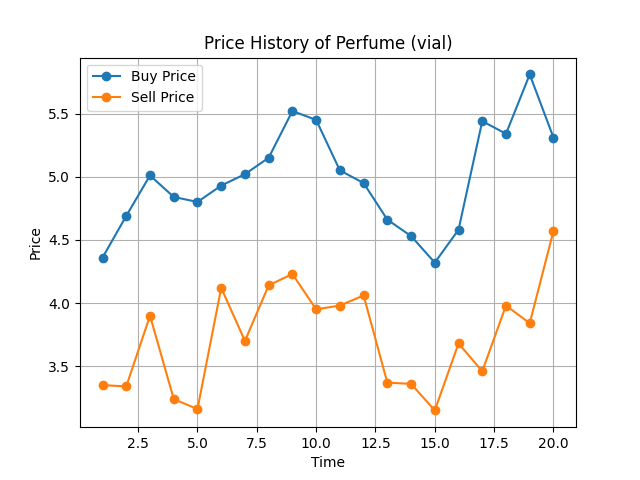 Price History of Perfume (vial)
Buy Price
Sell Price
5.5
5.0
4.5
4.0
3.5
Price
2.5 5.0 7.5 10.0 12.5 15.0 17.5 20.0
Time